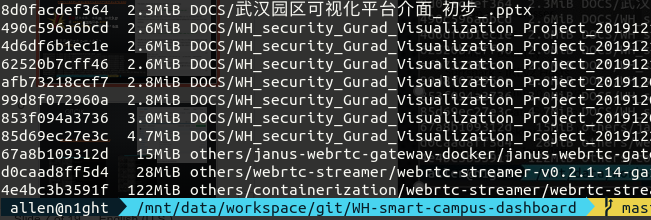 8d0facdef364 2.3MiB DOCS/武汉园区可视化平台介面_初步_.pptx
490c596a6bcd 2.6MiB DOCS/WH_security_Gurad_Visualization_Project_201912
4d6df6b1ec1e 2.6MiB DOCS/WH_security_Gurad_Visualization_Project_201912
62520b7cff46 2.6MiB DOCS/WH_security_Gurad_Visualization_Project_201912
afb73218ccf7 2.8MiB DOCS/WH_security_Gurad_Visualization_Project_201912
99d8f072960a 2.8MiB DOCS/WH_security_Gurad_Visualization_Project_201912
853f094a3736 3.0MiB DOCS/WH_security_Gurad_Visualization_Project_201912
85d69ec27e3c 4.7MiB DOCS/WH_security_Gurad_Visualization_Project_201912
67a8b109312d 15MiB others/janus-webrtc-gateway-docker/janus-webrtc-gat
d0caad8ff5d4 28MiB others/webrtc-streamer/webrtc-streamer-v0.2.1-14-ga
4e4bc3b3591f 122MiB others/containerization/webrtc-streamer/webrtc-stre
allen@n1ght /mnt/data/workspace/git/WH-smart-campus-dashboard mas